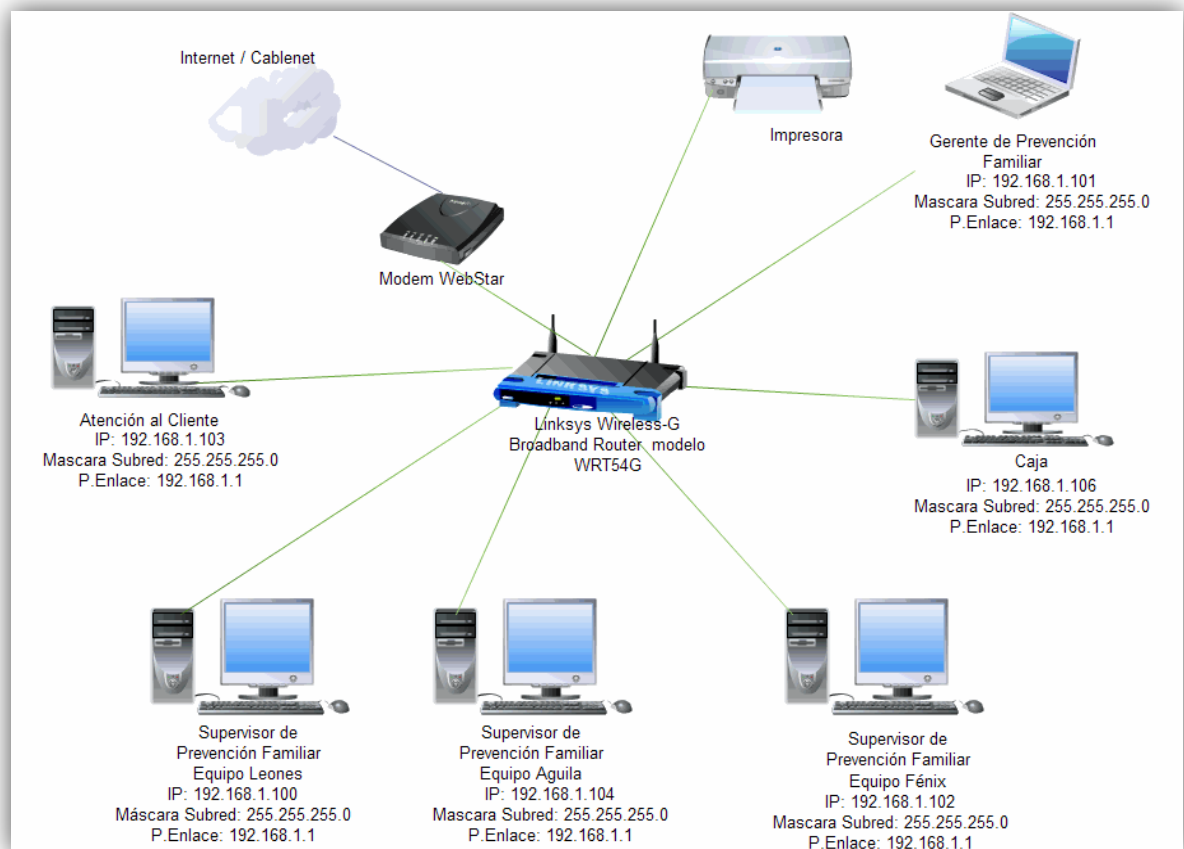 Internet / Cablenet
Impresora
Gerente de Prevención
Familiar
IP: 192.168.1.101
Mascara Subred: 255.255.255.0
P.Enlace: 192.168.1.1
Modem WebStar
LINKSYS
Linksys Wireless-G
Broadband Router modelo
WRT54G
Atención al Cliente
IP: 192.168.1.103
Mascara Subred: 255.255.255.0
P.Enlace: 192.168.1.1
Caja
IP: 192.168.1.106
Mascara Subred: 255.255.255.0
P.Enlace: 192.168.1.1
Supervisor de
Prevención Familiar
Equipo Leones
IP: 192.168.1.100
Máscara Subred: 255.255.255.0
P.Enlace: 192.168.1.1
Supervisor de
Prevención Familiar
Equipo Aguila
IP: 192.168.1.104
Mascara Subred: 255.255.255.0
P.Enlace: 192.168.1.1
Supervisor de
Prevención Familiar
Equipo Fénix
IP: 192.168.1.102
Mascara Subred: 255.255.255.0
P.Enlace: 192.168.1.1